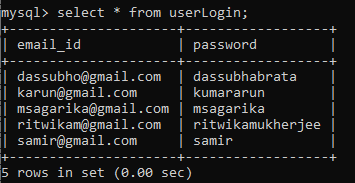 mysql> select * from userLogin;
+--------------------+------------------+
| email_id           | password         |
+--------------------+------------------+
| dassubho@gmail.com | dassubhabrata    |
| karun@gmail.com    | kumararun        |
| msagarika@gmail.com | msagarika        |
| ritwikam@gmail.com | ritwikamukherjee |
| samir@gmail.com    | samir            |
+--------------------+------------------+
5 rows in set (0.00 sec)